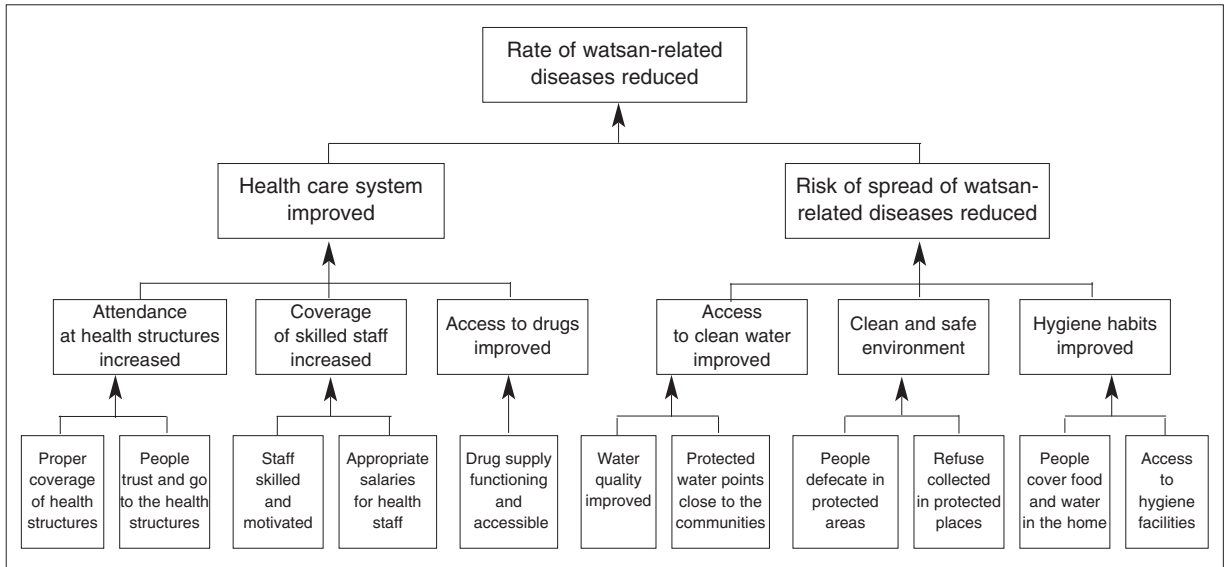 Rate of watsan-related
diseases reduced
Health care system
improved
Risk of spread of watsan-
related diseases reduced
Attendance
at health structures
increased
Coverage
of skilled staff
increased
Access to drugs
improved
Access
to clean water
improved
Clean and safe
environment
Hygiene habits
improved
Proper
coverage
of health
structures
People
trust and go
to the health
structures
Staff
skilled
and
motivated
Appropriate
salaries
for health
staff
Drug supply
functioning
and
accessible
Water
quality
improved
Protected
water points
close to the
communities
People
defecate in
protected
areas
Refuse
collected
in protected
places
People
cover food
and water
in the home
Access
to
hygiene
facilities